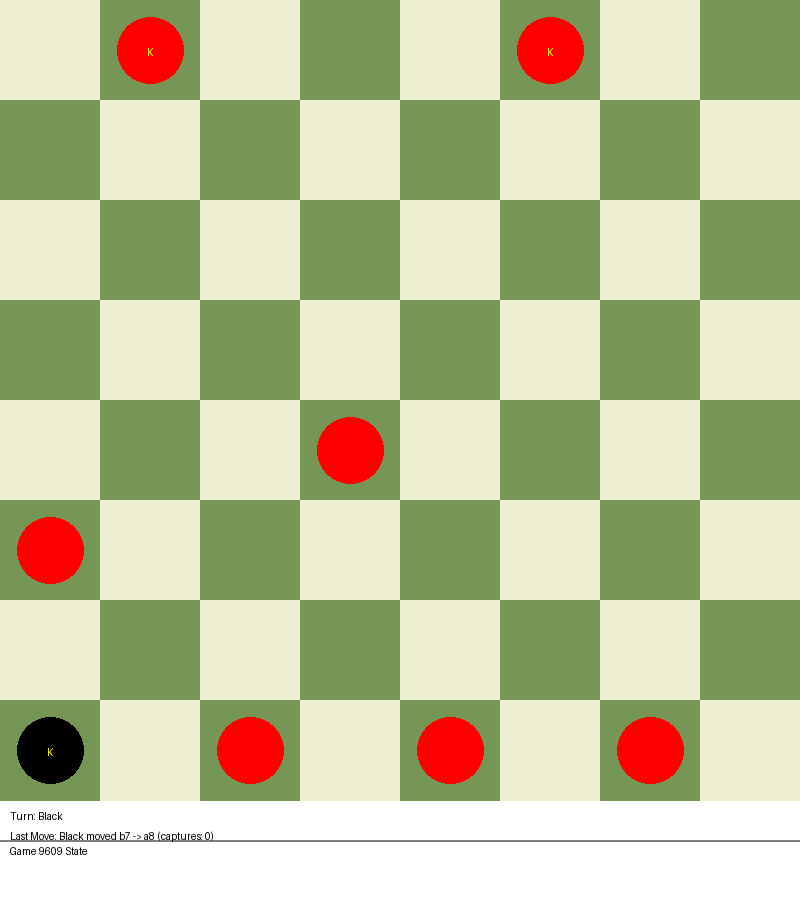 K K
K
Turn: Black
Last Move: Black moved b7 -> a8 (captures: 0)
Game 9609 State